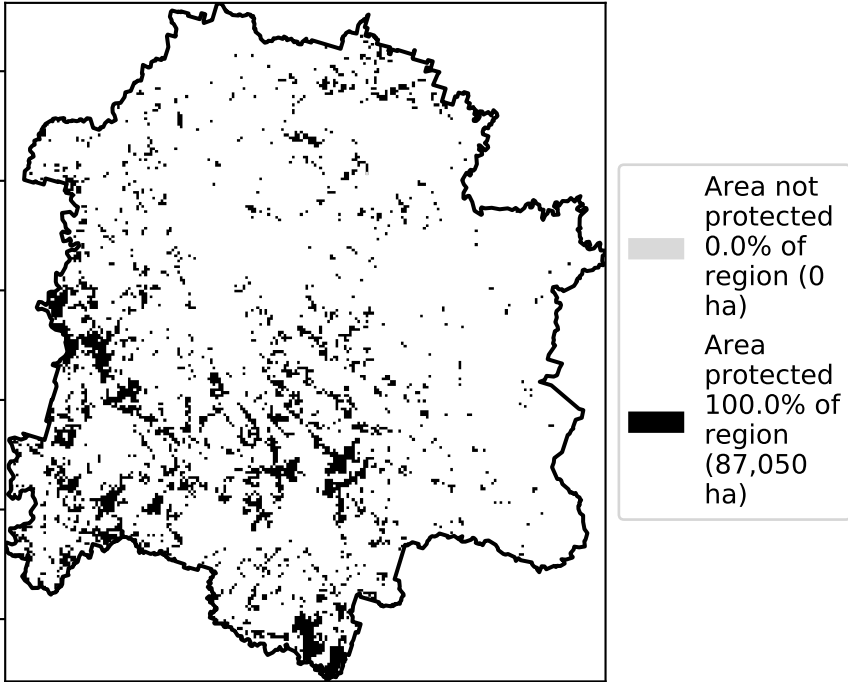 Area not
protected
0.0% of
region (0
ha)
Area
protected
100.0% of
region
(87,050
ha)